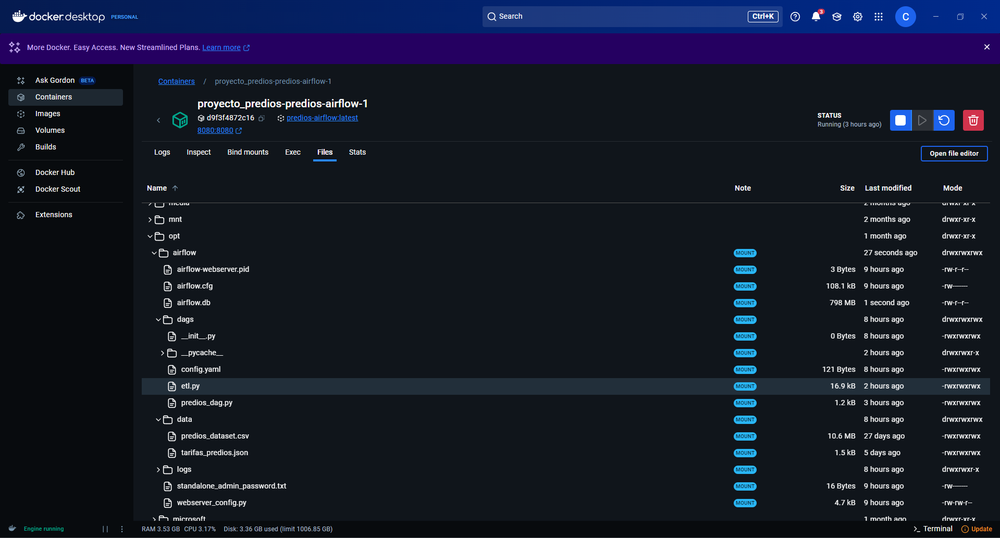 docker.desktop PERSONAL
Search Ctrl+K
3
C
More Docker. Easy Access. New Streamlined Plans. Learn more
Ask Gordon BETA
Containers
Images
Volumes
Builds
Docker Hub
Docker Scout
Extensions
Containers / proyecto_predios-predios-airflow-1
proyecto_predios-predios-airflow-1
d9f3f4872c16 predios-airflow:latest
8080:8080
STATUS
Running (3 hours ago)
Logs Inspect Bind mounts Exec Files Stats
Open file editor
Name Note Size Last modified Mode
media 2 months ago drwxr-xr-x
mnt 2 months ago drwxr-xr-x
opt 1 month ago drwxr-xr-x
airflow MOUNT 27 seconds ago drwxrwxrwx
airflow-webserver.pid MOUNT 3 Bytes 9 hours ago -rw-r--r--
airflow.cfg MOUNT 108.1 kB 9 hours ago -rw-------
airflow.db MOUNT 798 MB 1 second ago -rw-r--r--
dags MOUNT 8 hours ago drwxrwxrwx
__init__.py MOUNT 0 Bytes 8 hours ago -rwxrwxrwx
__pycache__ MOUNT 2 hours ago drwxrwxr-x
config.yaml MOUNT 121 Bytes 8 hours ago -rwxrwxrwx
etl.py MOUNT 16.9 kB 2 hours ago -rwxrwxrwx
predios_dag.py MOUNT 1.2 kB 3 hours ago -rwxrwxrwx
data MOUNT 8 hours ago drwxrwxrwx
predios_dataset.csv MOUNT 10.6 MB 27 days ago -rwxrwxrwx
tarifas_predios.json MOUNT 1.5 kB 5 days ago -rwxrwxrwx
logs MOUNT 8 hours ago drwxrwxr-x
standalone_admin_password.txt MOUNT 16 Bytes 9 hours ago -rw-------
webserver_config.py MOUNT 4.7 kB 9 hours ago -rw-rw-r--
microsoft 1 month ago drwxr-xr-x
Engine running RAM 3.53 GB CPU 3.17% Disk: 3.36 GB used (limit 1006.85 GB) Terminal Update